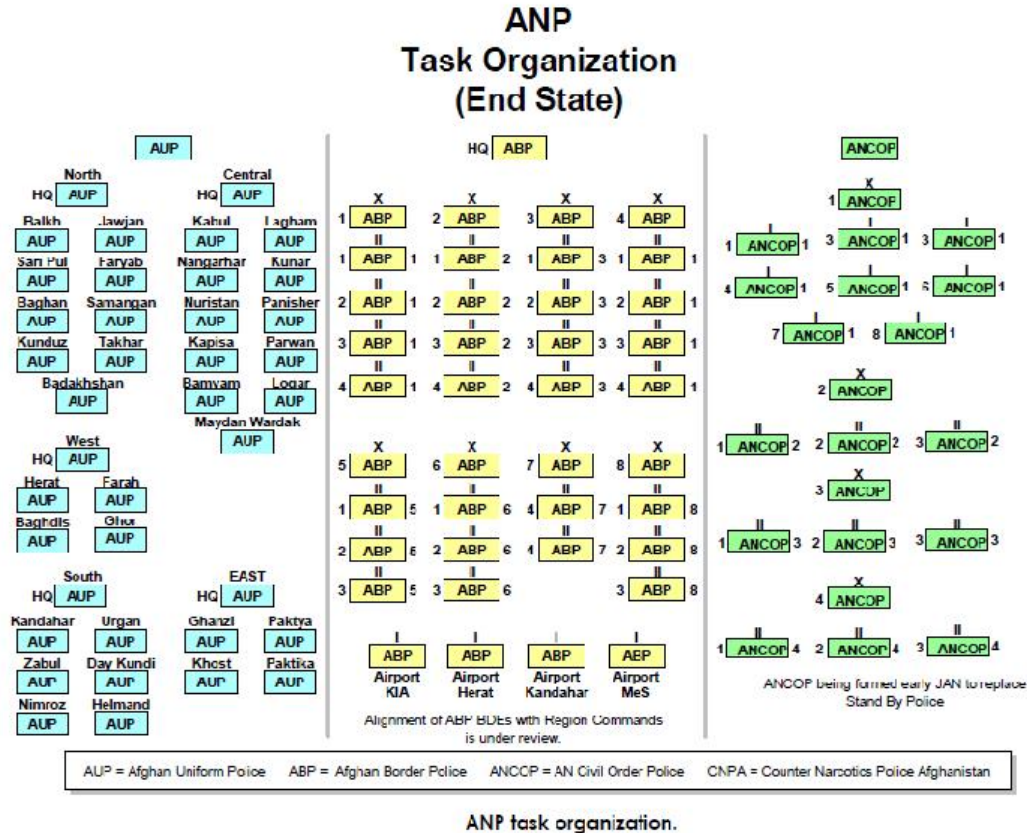 ANP
Task Organization
(End State)
AUP
North Central
HQ AUP HQ AUP
Balkh Jawjan Kabul Lagham
AUP AUP AUP AUP
Sari Pul Faryab Nangarhar Kunar
AUP AUP AUP AUP
Baghan Samangan Nuristan Panisher
AUP AUP AUP AUP
Kunduz Takhar Kapisa Parwan
AUP AUP AUP AUP
Badakhshan Bamyam Logar
AUP AUP AUP
Maydan Wardak
AUP
West
HQ AUP
Herat Farah
AUP AUP
Baghdis Ghor
AUP AUP
South EAST
HQ AUP HQ AUP
Kandahar Urgan Ghanzi Paktya
AUP AUP AUP AUP
Zabul Day Kundi Khost Paktika
AUP AUP AUP AUP
Nimroz Helmand
AUP AUP
HQ ABP
X X X X
1 ABP 2 ABP 3 ABP 4 ABP
II II II II
1 ABP 1 1 ABP 2 1 ABP 3 1 ABP 1
II II II II
2 ABP 1 2 ABP 2 2 ABP 3 2 ABP 1
II II II II
3 ABP 1 3 ABP 2 3 ABP 3 3 ABP 1
II II II II
4 ABP 1 4 ABP 2 4 ABP 3 4 ABP 1
X X X X
5 ABP 6 ABP 7 ABP 8 ABP
II II II II
1 ABP 5 1 ABP 6 4 ABP 7 1 ABP 8
II II II II
2 ABP 5 2 ABP 6 4 ABP 7 2 ABP 8
II II II
3 ABP 5 3 ABP 6 3 ABP 8
I I I I
ABP ABP ABP ABP
Airport Airport Airport Airport
KIA Herat Kandahar MeS
Alignment of ABP BDEs with Region Commands
is under review.
ANCOP
X
1 ANCOP
I I I
1 ANCOP 1 3 ANCOP 1 3 ANCOP 1
I I I
4 ANCOP 1 5 ANCOP 1 6 ANCOP 1
I I
7 ANCOP 1 8 ANCOP 1
X
2 ANCOP
II II II
1 ANCOP 2 2 ANCOP 2 3 ANCOP 2
X
3 ANCOP
II II II
1 ANCOP 3 2 ANCOP 3 3 ANCOP 3
X
4 ANCOP
II II II
1 ANCOP 4 2 ANCOP 4 3 ANCOP 4
ANCOP being formed early JAN to replace
Stand By Police
AUP = Afghan Uniform Police ABP = Afghan Border Police ANCOP = AN Civil Order Police CNPA = Counter Narcotics Police Afghanistan
ANP task organization.